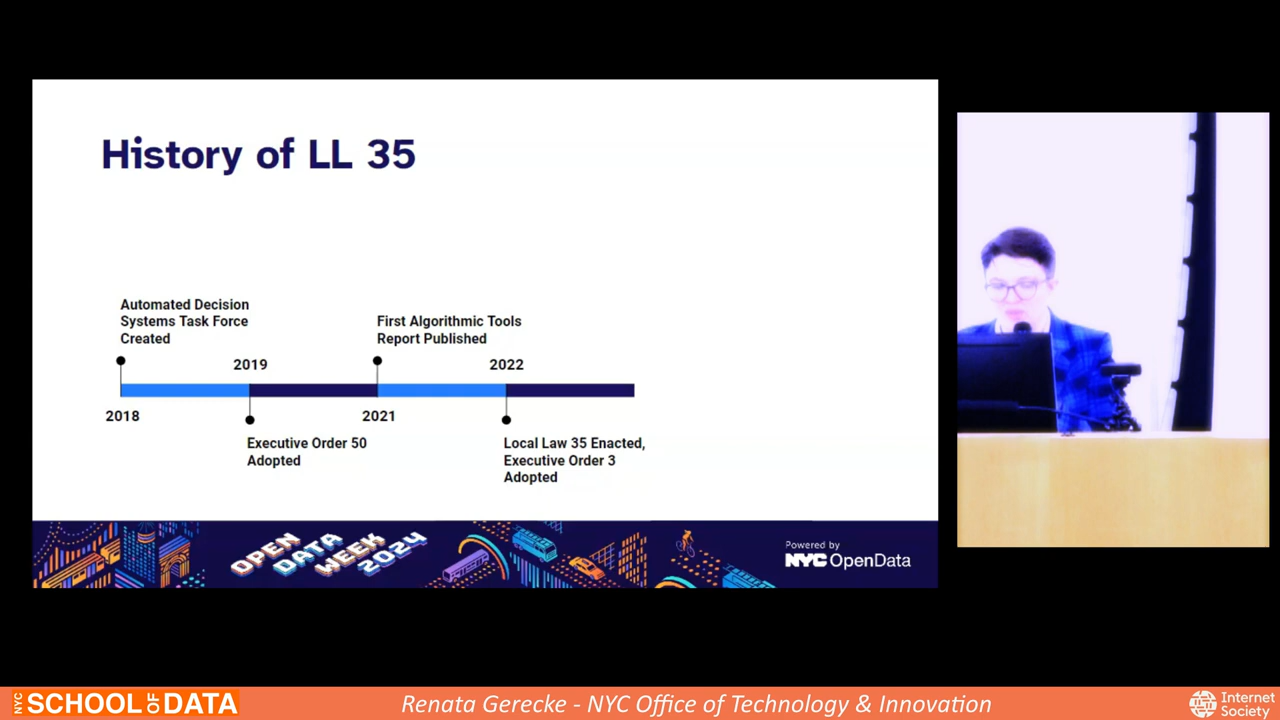 History of LL 35
Automated Decision
Systems Task Force
Created
First Algorithmic Tools
Report Published
2019
2022
2018
2021
Executive Order 50
Adopted
Local Law 35 Enacted,
Executive Order 3
Adopted
OPEN
DATA
WEEK
2024
Powered by
NYC OpenData
NYC SCHOOL OF DATA
Renata Gerecke - NYC Office of Technology & Innovation
Internet
Society